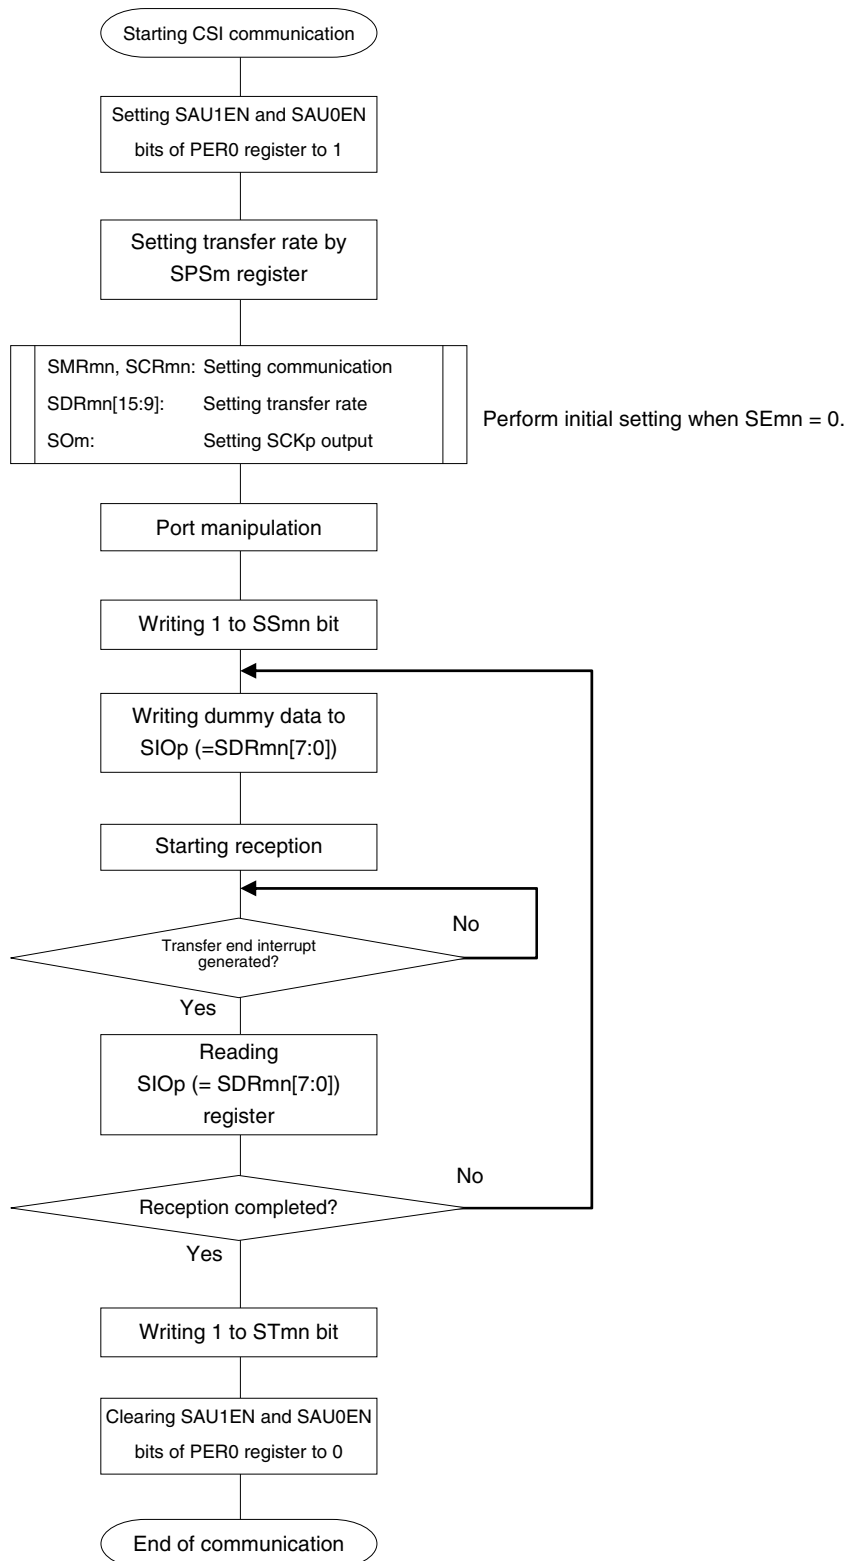 Starting CSI communication
Setting SAU1EN and SAU0EN
bits of PER0 register to 1
Setting transfer rate by
SPSm register
SMRmn, SCRmn: Setting communication
SDRmn[15:9]: Setting transfer rate
SOm: Setting SCKp output
Perform initial setting when SEmn = 0.
Port manipulation
Writing 1 to SSmn bit
Writing dummy data to
SIOp (=SDRmn[7:0])
Starting reception
No
Transfer end interrupt
generated?
Yes
Reading
SIOp (= SDRmn[7:0])
register
No
Reception completed?
Yes
Writing 1 to STmn bit
Clearing SAU1EN and SAU0EN
bits of PER0 register to 0
End of communication